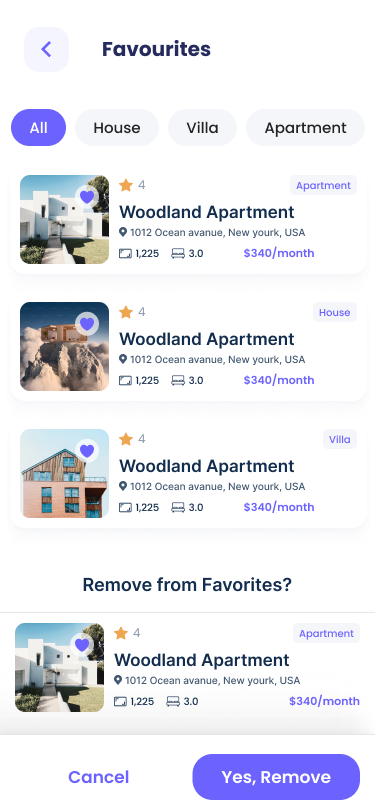 Favourites
All House Villa Apartment
4 Apartment
Woodland Apartment
1012 Ocean avanue, New yourk, USA
1,225 3.0 $340/month
4 House
Woodland Apartment
1012 Ocean avanue, New yourk, USA
1,225 3.0 $340/month
4 Villa
Woodland Apartment
1012 Ocean avanue, New yourk, USA
1,225 3.0 $340/month
Remove from Favorites?
4 Apartment
Woodland Apartment
1012 Ocean avanue, New yourk, USA
1,225 3.0 $340/month
Cancel Yes, Remove